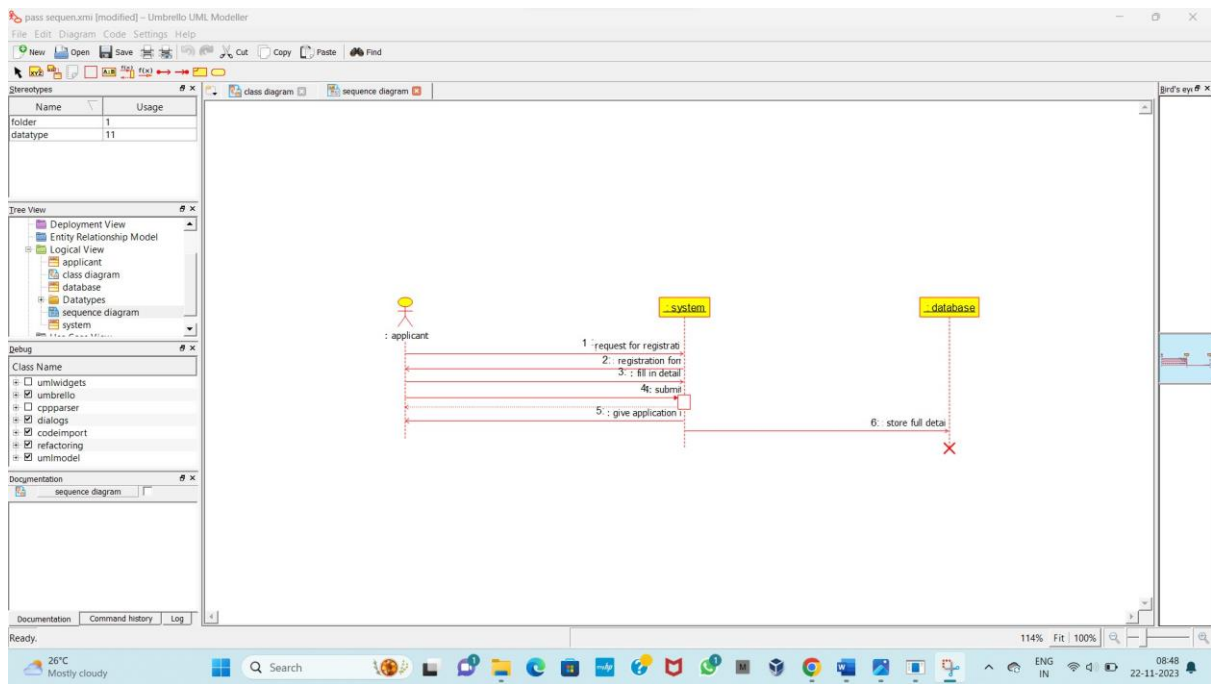 pass sequen.xmi [modified] – Umbrello UML Modeller
File Edit Diagram Code Settings Help
New Open Save Cut Copy Paste Find
xyz A:B f(x) f(x)
Stereotypes
class diagram sequence diagram
Bird's eye
Name Usage
folder 1
datatype 11
Tree View
Deployment View
Entity Relationship Model
Logical View
applicant
class diagram
database
Datatypes
sequence diagram
system
Debug
Class Name
umlwidgets
umbrello
cppparser
dialogs
codeimport
refactoring
umlmodel
Documentation
sequence diagram
: applicant
: system
: database
1 : request for registrati
2: registration for
3: : fill in detail
4: submit
5: : give application
6: store full detai
Documentation Command history Log
Ready.
114% Fit 100%
26°C
Mostly cloudy
Search
ENG
IN
08:48
22-11-2023